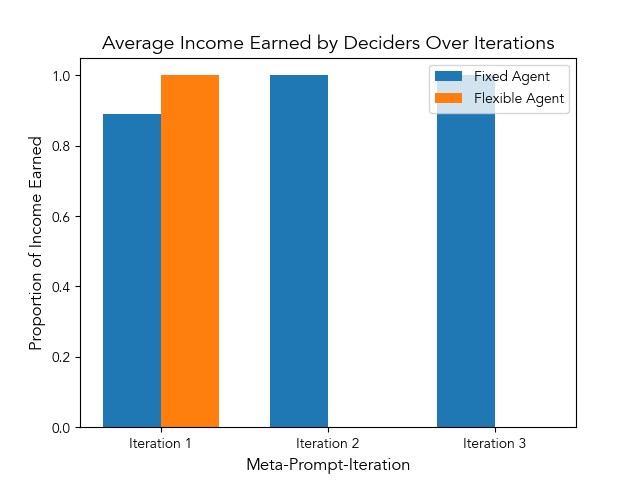 Average Income Earned by Deciders Over Iterations
Fixed Agent
Flexible Agent
Proportion of Income Earned
1.0
0.8
0.6
0.4
0.2
0.0
Iteration 1
Iteration 2
Iteration 3
Meta-Prompt-Iteration